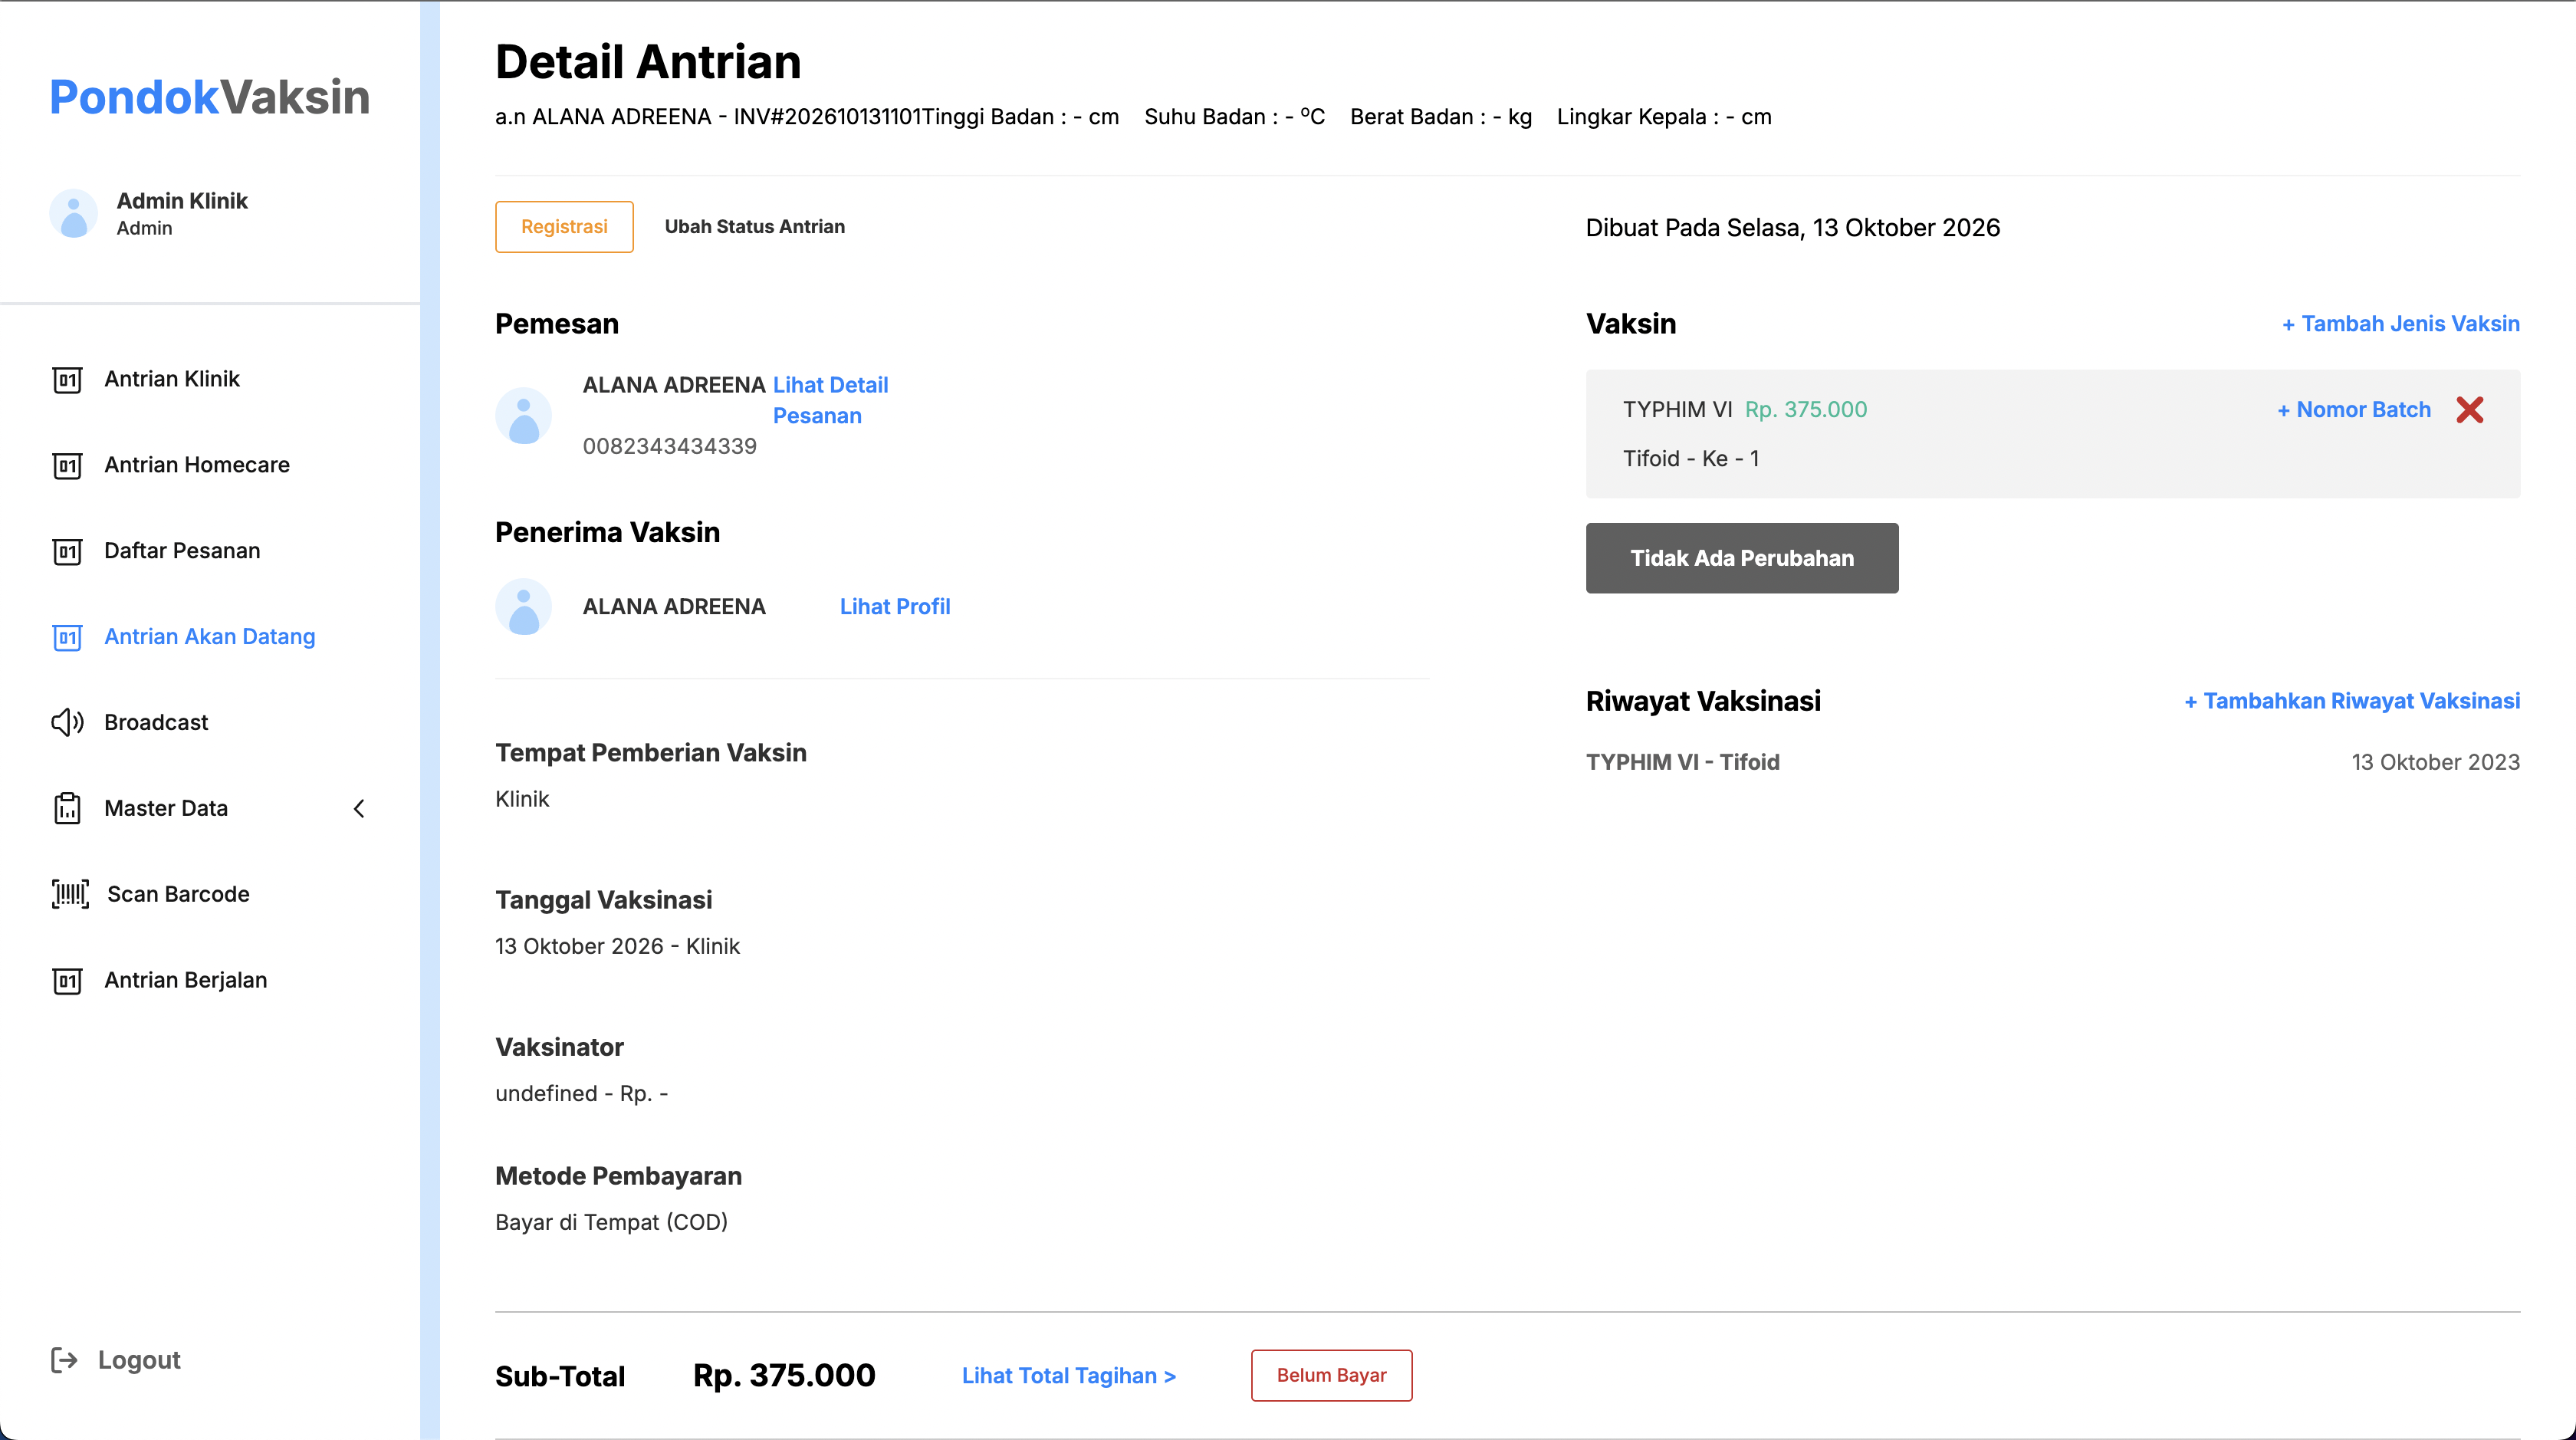 PondokVaksin
Admin Klinik
Admin
Antrian Klinik
Antrian Homecare
Daftar Pesanan
Antrian Akan Datang
Broadcast
Master Data
Scan Barcode
Antrian Berjalan
Logout
Detail Antrian
a.n ALANA ADREENA - INV#202610131101Tinggi Badan : - cm Suhu Badan : - ºC Berat Badan : - kg Lingkar Kepala : - cm
Registrasi Ubah Status Antrian
Pemesan
ALANA ADREENA Lihat Detail
Pesanan
0082343434339
Penerima Vaksin
ALANA ADREENA Lihat Profil
Tempat Pemberian Vaksin
Klinik
Tanggal Vaksinasi
13 Oktober 2026 - Klinik
Vaksinator
undefined - Rp. -
Metode Pembayaran
Bayar di Tempat (COD)
Dibuat Pada Selasa, 13 Oktober 2026
Vaksin + Tambah Jenis Vaksin
TYPHIM VI Rp. 375.000 + Nomor Batch
Tifoid - Ke - 1
Tidak Ada Perubahan
Riwayat Vaksinasi + Tambahkan Riwayat Vaksinasi
TYPHIM VI - Tifoid 13 Oktober 2023
Sub-Total Rp. 375.000 Lihat Total Tagihan > Belum Bayar